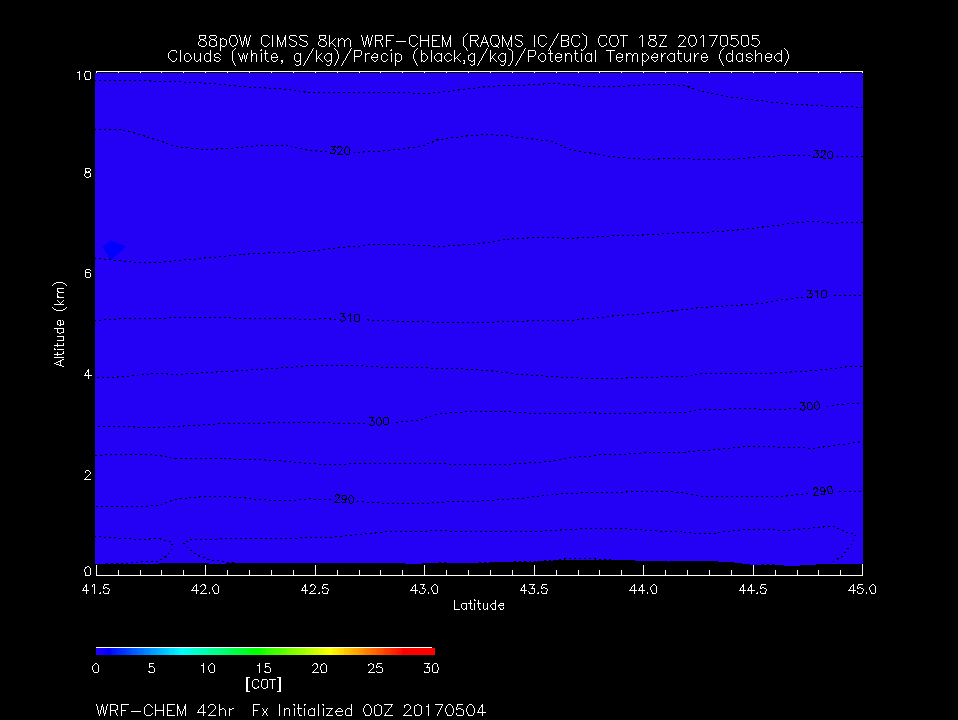 88p0W CIMSS 8km WRF-CHEM (RAQMS IC/BC) COT 18Z 20170505
Clouds (white, g/kg)/Precip (black,g/kg)/Potential Temperature (dashed)
10
320
320
8
6
310
310
Altitude (km)
4
300
300
2
290
290
0
41.5 42.0 42.5 43.0 43.5 44.0 44.5 45.0
Latitude
0 5 10 15 20 25 30
[COT]
WRF-CHEM 42hr Fx Initialized 00Z 20170504